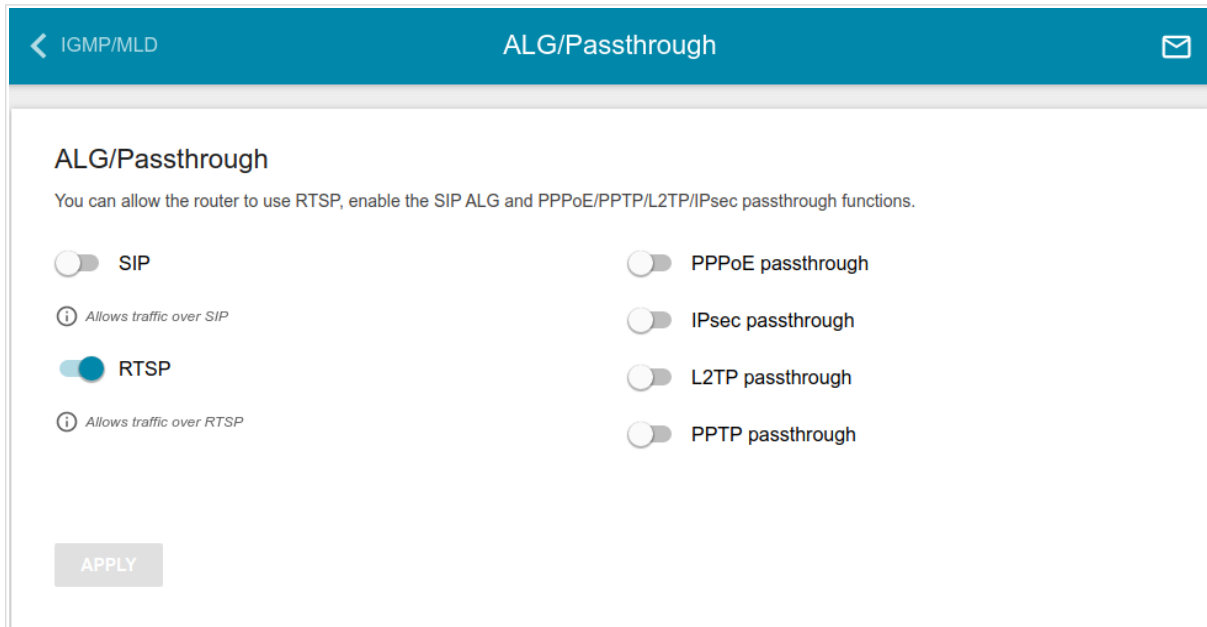 IGMP/MLD
ALG/Passthrough
ALG/Passthrough
You can allow the router to use RTSP, enable the SIP ALG and PPPoE/PPTP/L2TP/IPsec passthrough functions.
SIP
Allows traffic over SIP
RTSP
Allows traffic over RTSP
PPPoE passthrough
IPsec passthrough
L2TP passthrough
PPTP passthrough
APPLY